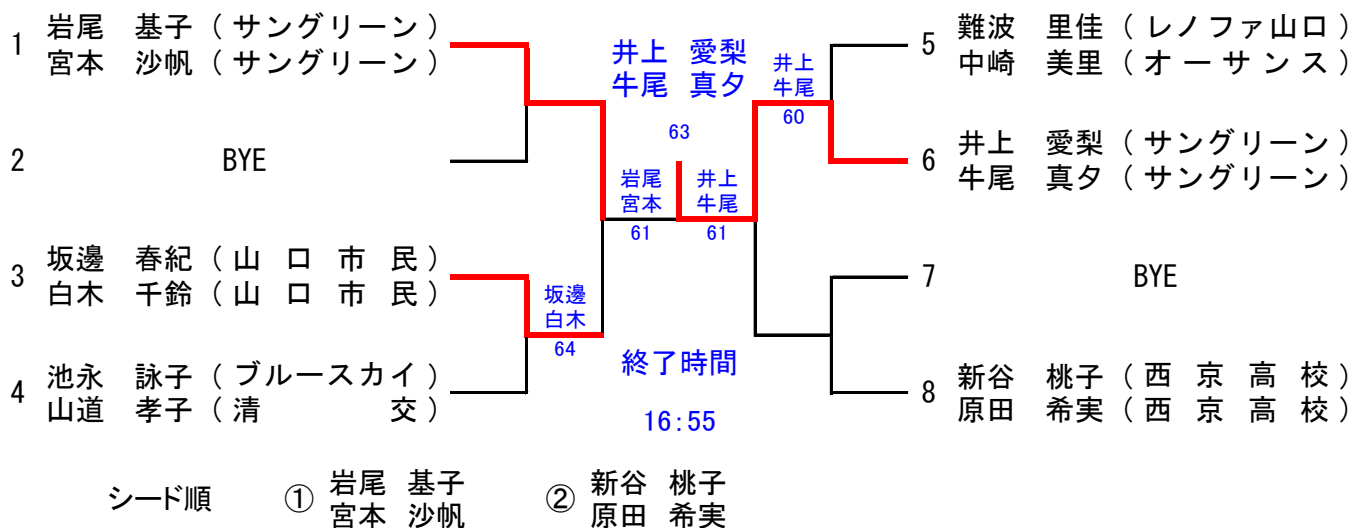 1 岩尾 基子 ( サングリーン )
宮本 沙帆 ( サングリーン )
2 BYE
3 坂邊 春紀 ( 山 口 市 民 )
白木 千鈴 ( 山 口 市 民 )
坂邊
白木
64
4 池永 詠子 ( ブルースカイ )
山道 孝子 ( 清 交 )
井上 愛梨
牛尾 真夕
63
岩尾
宮本
61
井上
牛尾
61
井上
牛尾
60
終了時間
16:55
5 難波 里佳 ( レノファ山口 )
中崎 美里 ( オーサンス )
6 井上 愛梨 ( サングリーン )
牛尾 真夕 ( サングリーン )
7 BYE
8 新谷 桃子 ( 西 京 高 校 )
原田 希実 ( 西 京 高 校 )
シード順 ① 岩尾 基子
宮本 沙帆
② 新谷 桃子
原田 希実